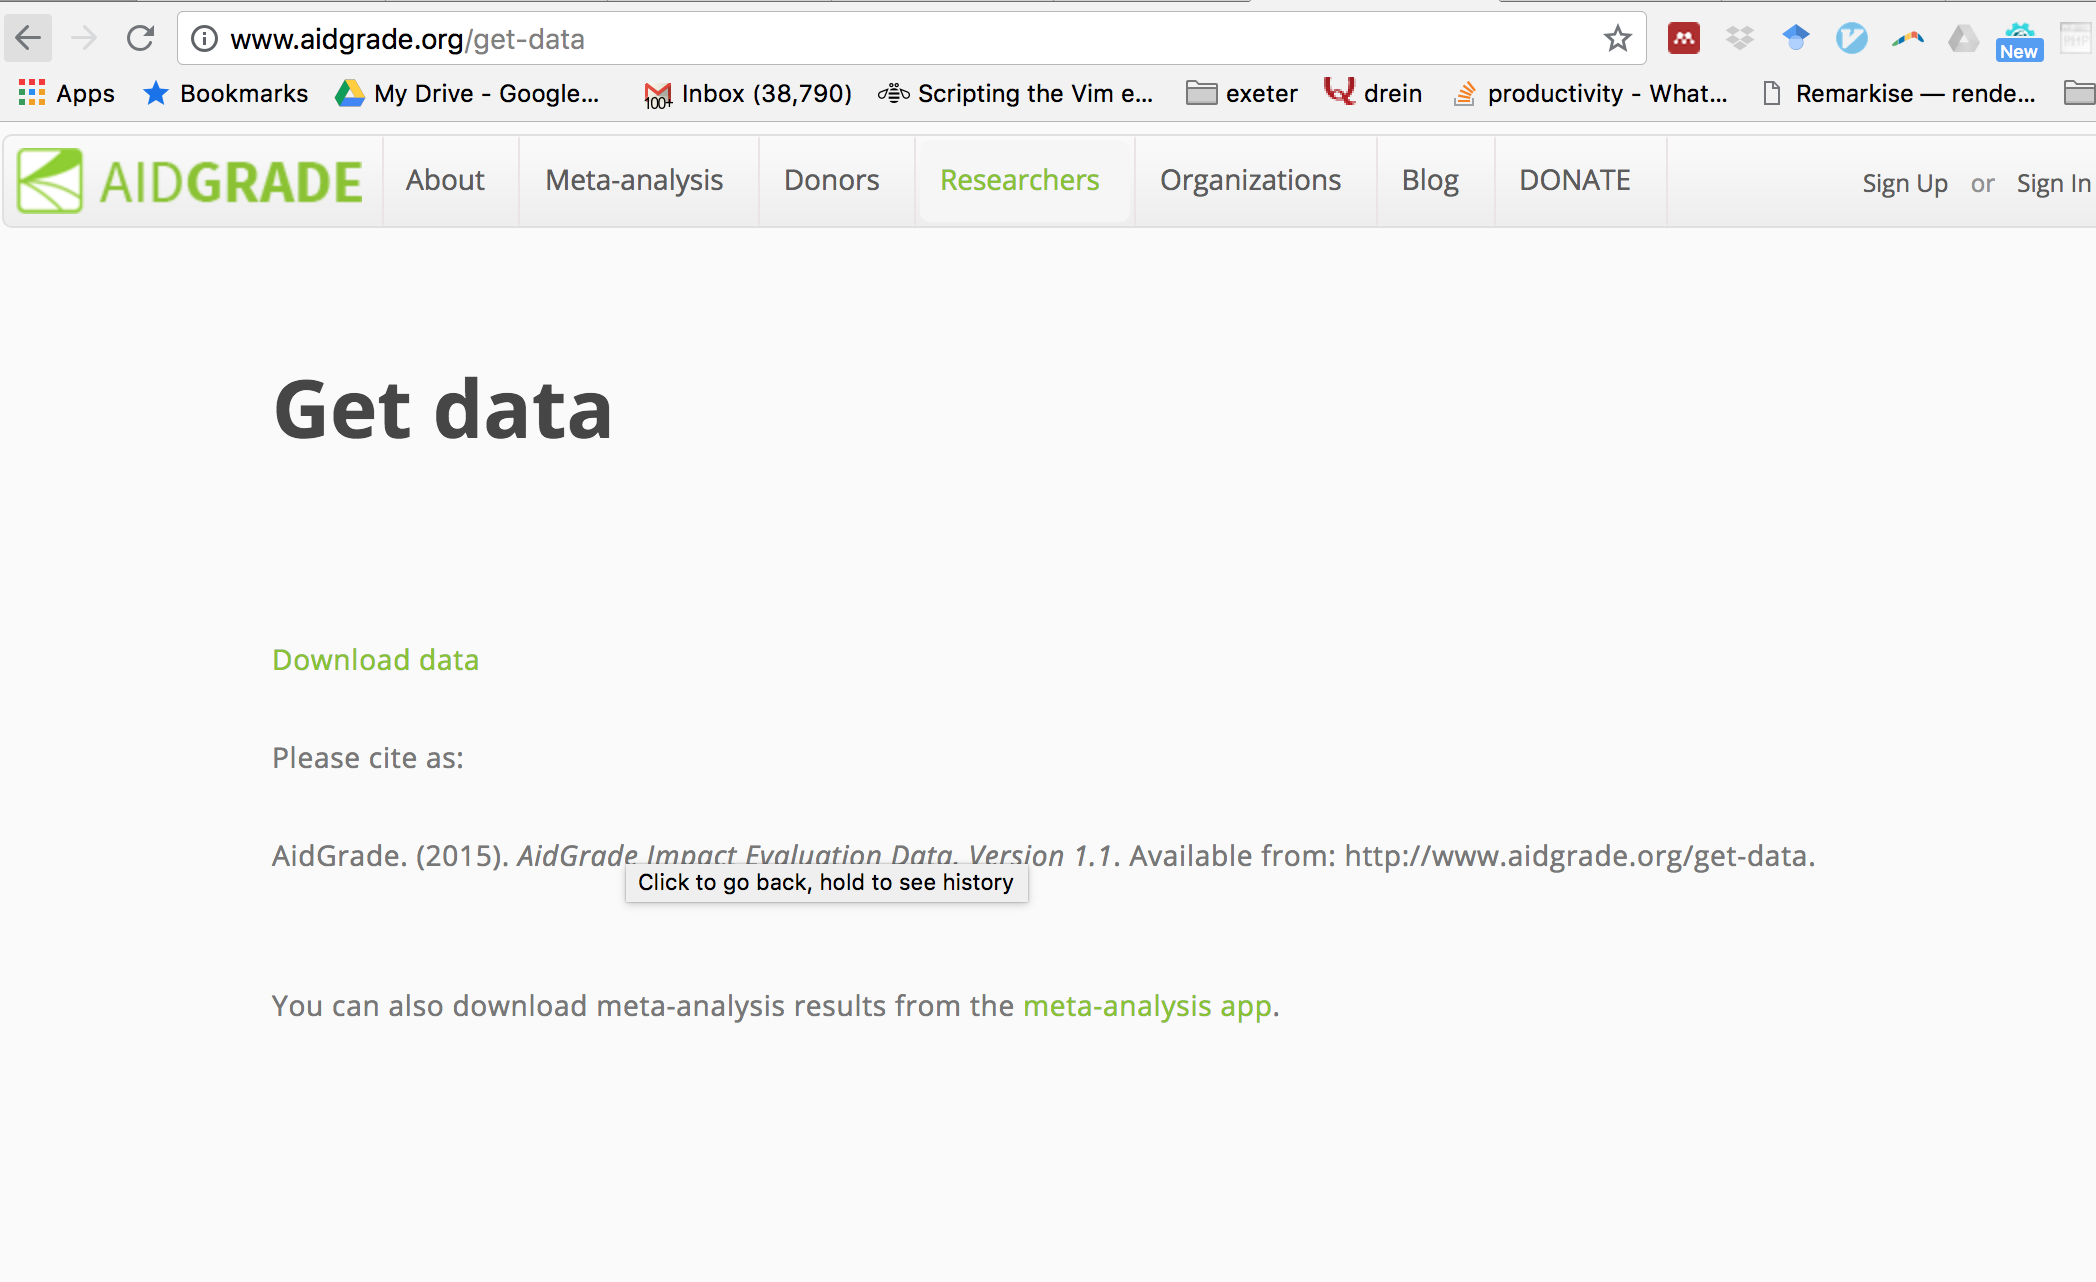 www.aidgrade.org/get-data
New
Apps Bookmarks My Drive - Google... 100+ Inbox (38,790) Scripting the Vim e... exeter drein productivity - What... Remarkise — rende...
AIDGRADE About Meta-analysis Donors Researchers Organizations Blog DONATE Sign Up or Sign In
Get data
Download data
Please cite as:
AidGrade. (2015). AidGrade Impact Evaluation Data. Version 1.1. Available from: http://www.aidgrade.org/get-data.
Click to go back, hold to see history
You can also download meta-analysis results from the meta-analysis app.